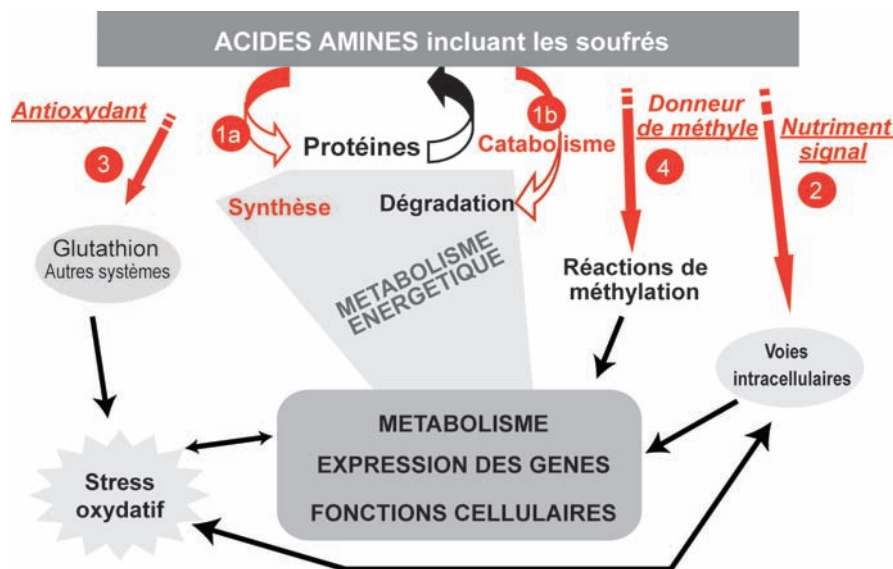 ACIDES AMINES incluant les soufrés
Antioxydant
3
1a
Protéines
1b
Catabolisme
Donneur
de méthyle
4
Nutriment
signal
2
Synthèse
Dégradation
METABOLISME
ENERGETIQUE
Glutathion
Autres systèmes
Réactions de
méthylation
Voies
intracellulaires
METABOLISME
EXPRESSION DES GENES
FONCTIONS CELLULAIRES
Stress
oxydatif